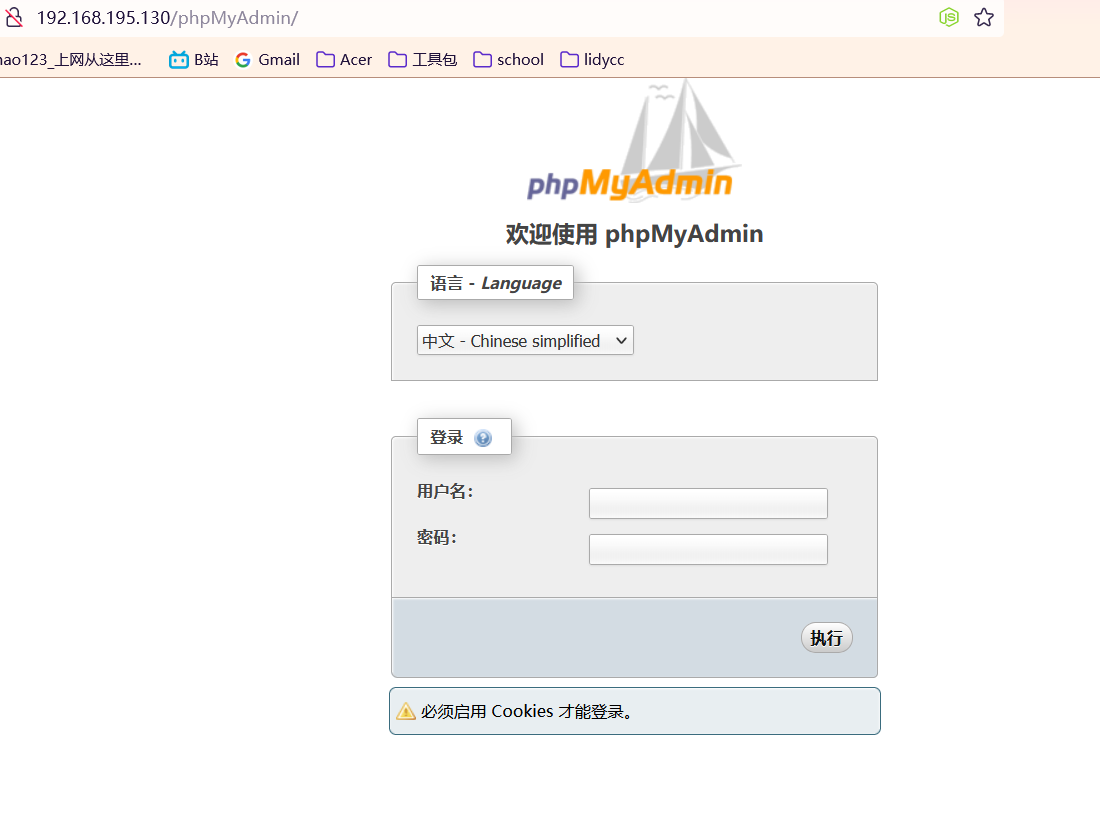 192.168.195.130/phpMyAdmin/
ao123_上网从这里... B站 Gmail Acer 工具包 school lidycc
phpMyAdmin
欢迎使用 phpMyAdmin
语言 - Language
中文 - Chinese simplified
登录
用户名：
密码：
执行
必须启用 Cookies 才能登录。